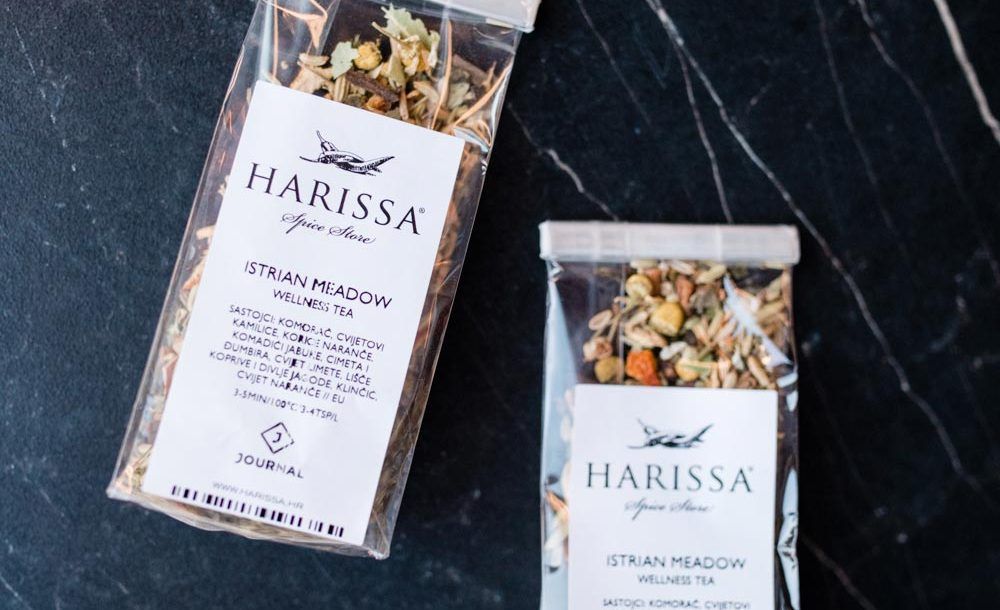 HARISSA®
Spice Store
ISTRIAN MEADOW
WELLNESS TEA
SASTOJCI: KOMORAČ, CVIJETOVI
KAMILICE, KORICE NARANČE,
KOMADIĆI JABUKE, CIMETA I
ĐUMBIRA, CVIJET LIMETE, LIŠĆE
KOPRIVE I DIVLJE JAGODE, KLINČIĆ,
CVIJET NARANČE // EU
3-5MIN/100°C 3-4TSP/L
J
JOURNAL
WWW.HARISSA.HR
HARISSA®
Spice Store
ISTRIAN MEADOW
WELLNESS TEA
SASTOJCI: KOMORAČ, CVIJETOVI